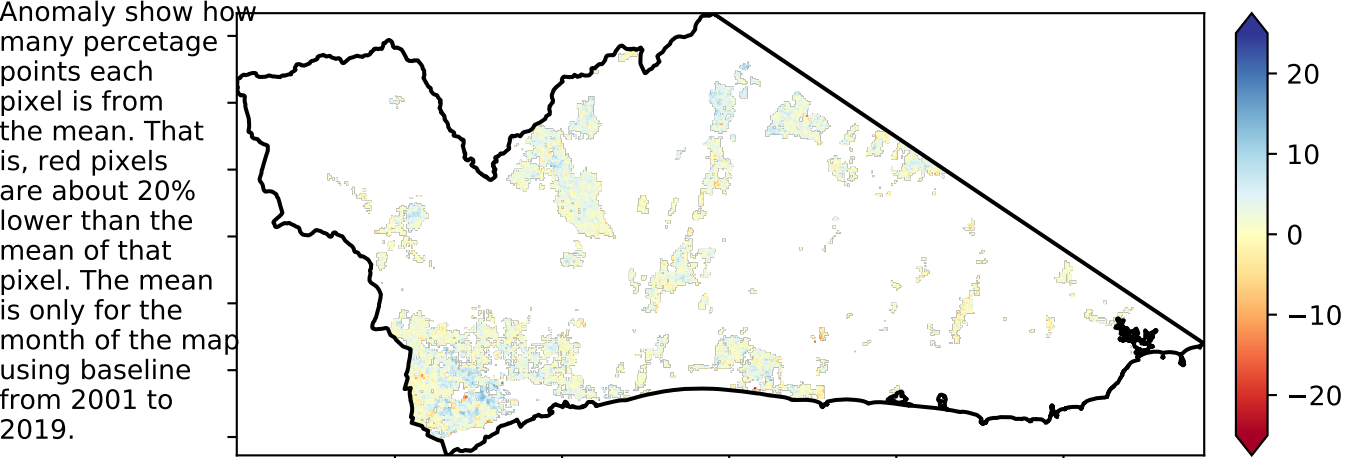 Anomaly show how
many percetage
points each
pixel is from
the mean. That
is, red pixels
are about 20%
lower than the
mean of that
pixel. The mean
is only for the
month of the map
using baseline
from 2001 to
2019.
20
10
0
−10
−20